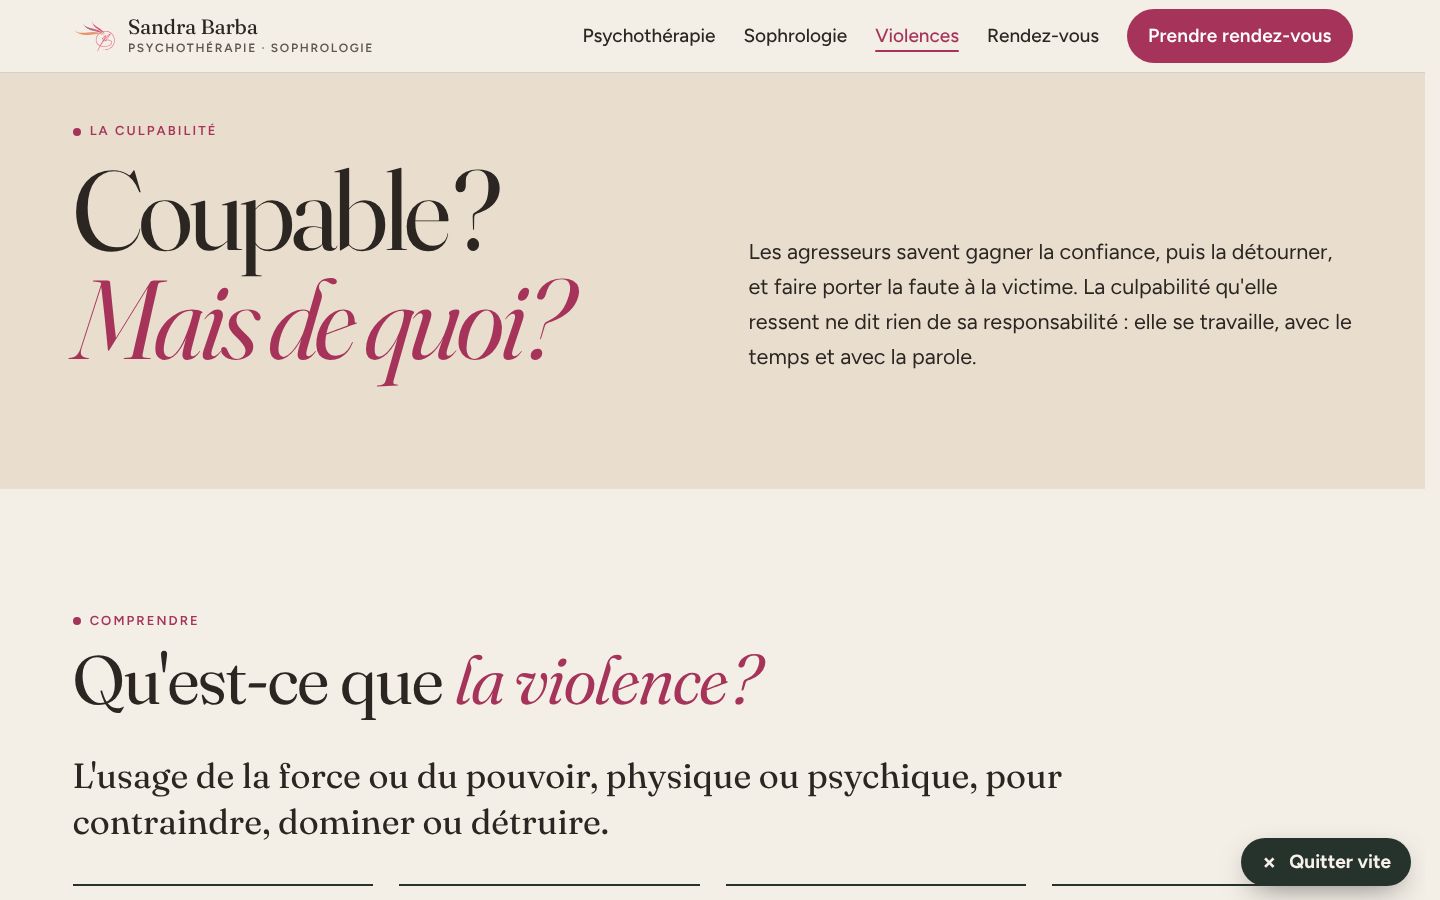 Sandra Barba
PSYCHOTHÉRAPIE · SOPHROLOGIE
Psychothérapie
Sophrologie
Violences
Rendez-vous
Prendre rendez-vous
LA CULPABILITÉ
Coupable ?
Mais de quoi ?
Les agresseurs savent gagner la confiance, puis la détourner,
et faire porter la faute à la victime. La culpabilité qu'elle
ressent ne dit rien de sa responsabilité : elle se travaille, avec le
temps et avec la parole.
COMPRENDRE
Qu'est-ce que la violence ?
L'usage de la force ou du pouvoir, physique ou psychique, pour
contraindre, dominer ou détruire.
× Quitter vite